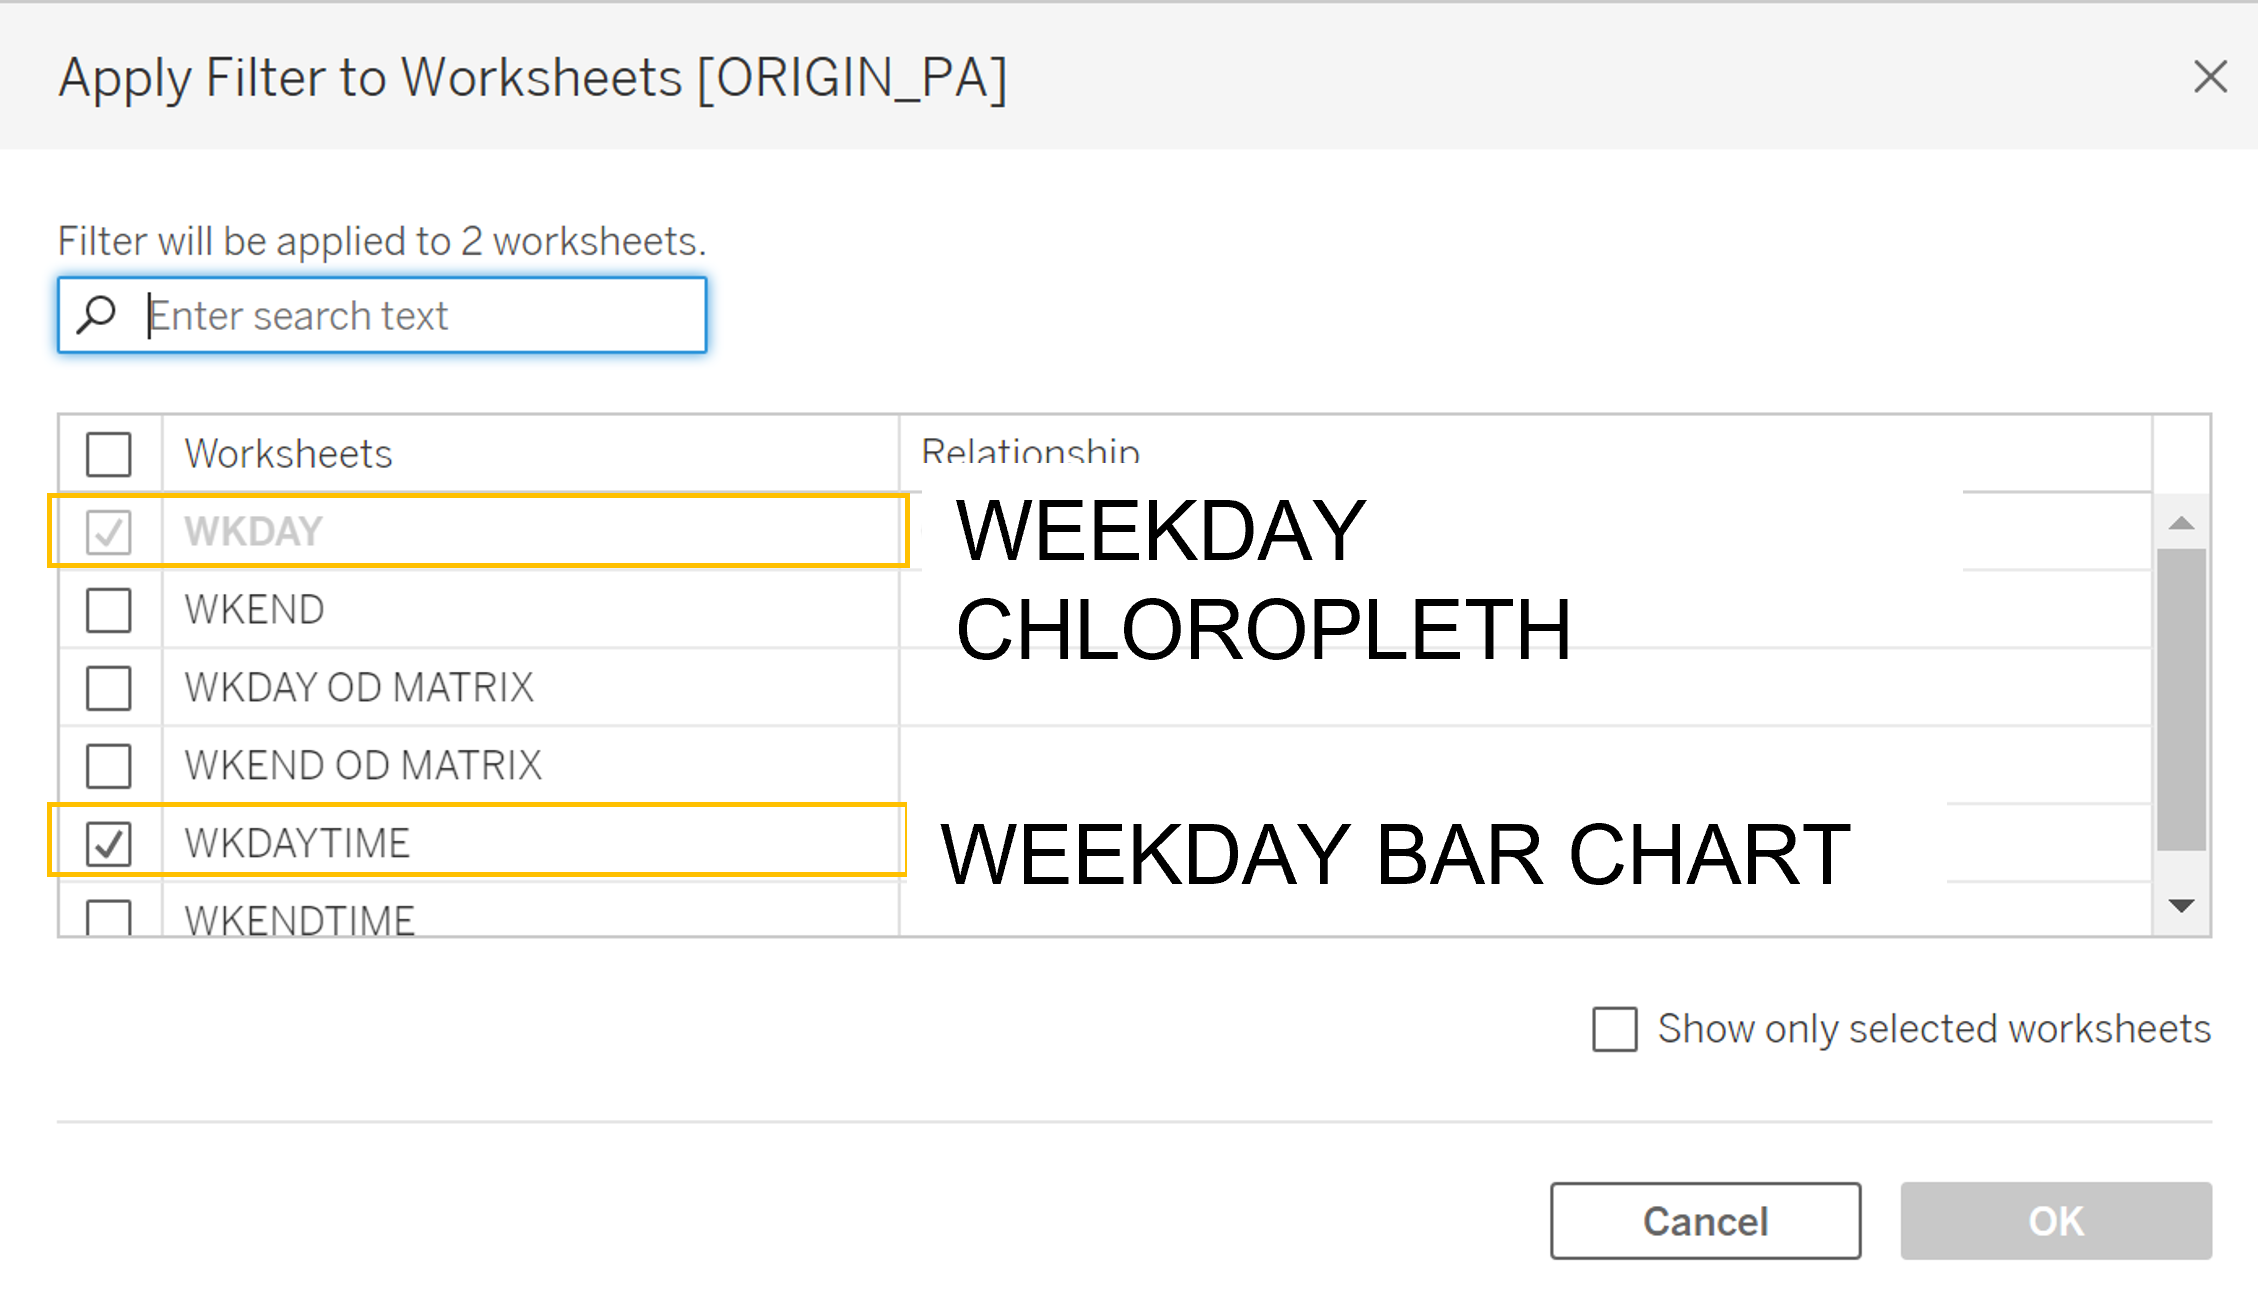 Apply Filter to Worksheets [ORIGIN_PA]
Filter will be applied to 2 worksheets.
Enter search text
Worksheets Relationship
WKDAY WEEKDAY
WKEND CHLOROPLETH
WKDAY OD MATRIX
WKEND OD MATRIX
WKDAYTIME WEEKDAY BAR CHART
WKENDTIME
Show only selected worksheets
Cancel OK